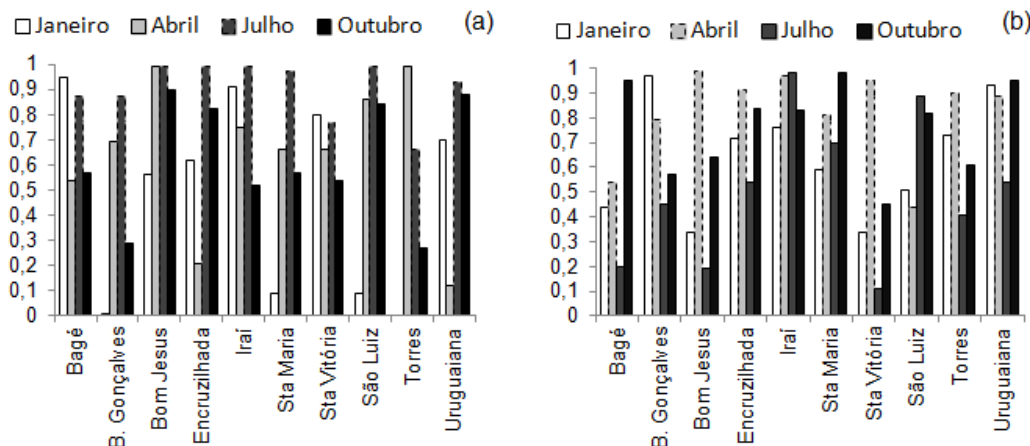 Janeiro Abril Julho Outubro (a)
1
0,9
0,8
0,7
0,6
0,5
0,4
0,3
0,2
0,1
0
Bagé
B. Gonçalves
Bom Jesus
Encruzilhada
Iraí
Sta Maria
Sta Vitória
São Luiz
Torres
Uruguaiana
Janeiro Abril Julho Outubro (b)
1
0,9
0,8
0,7
0,6
0,5
0,4
0,3
0,2
0,1
0
Bagé
B. Gonçalves
Bom Jesus
Encruzilhada
Iraí
Sta Maria
Sta Vitória
São Luiz
Torres
Uruguaiana